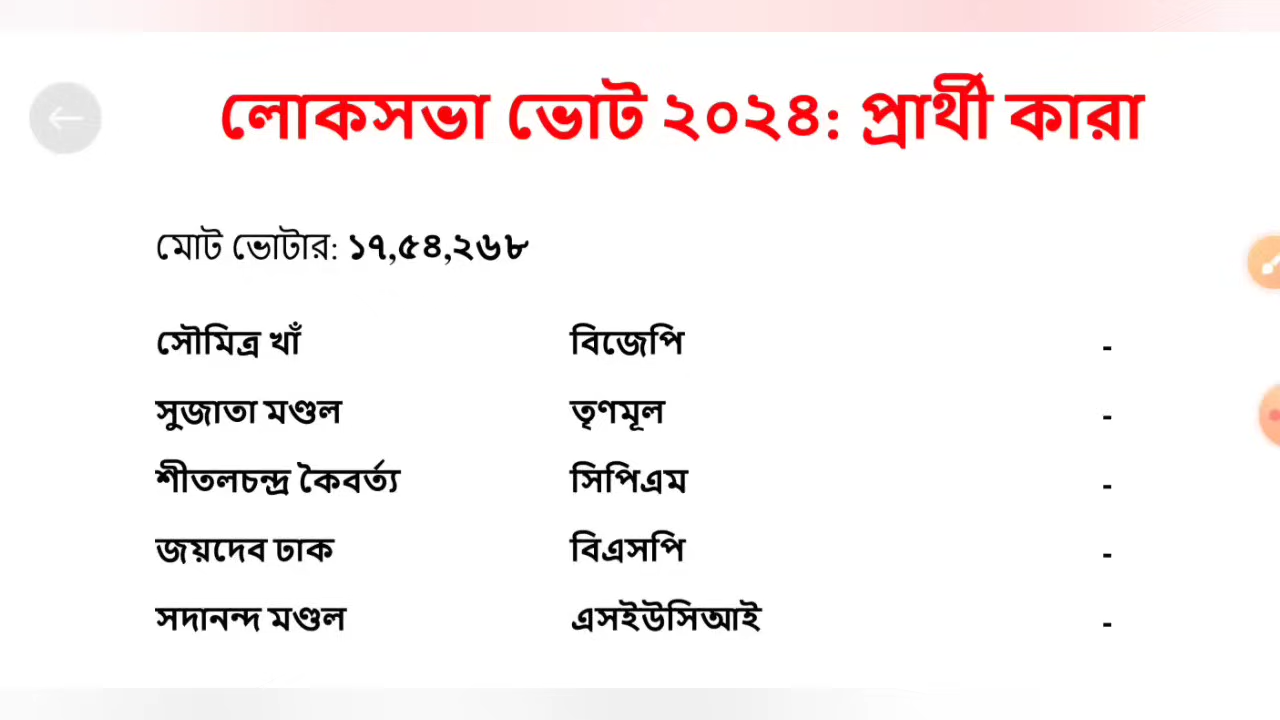 লোকসভা ভোট ২০২৪: প্রার্থী কারা
মোট ভোটার: ১৭,৫৪,২৬৮
সৌমিত্র খাঁ বিজেপি -
সুজাতা মণ্ডল তৃণমূল -
শীতলচন্দ্র কৈবর্ত্য সিপিএম -
জয়দেব ঢাক বিএসপি -
সদানন্দ মণ্ডল এসইউসিআই -